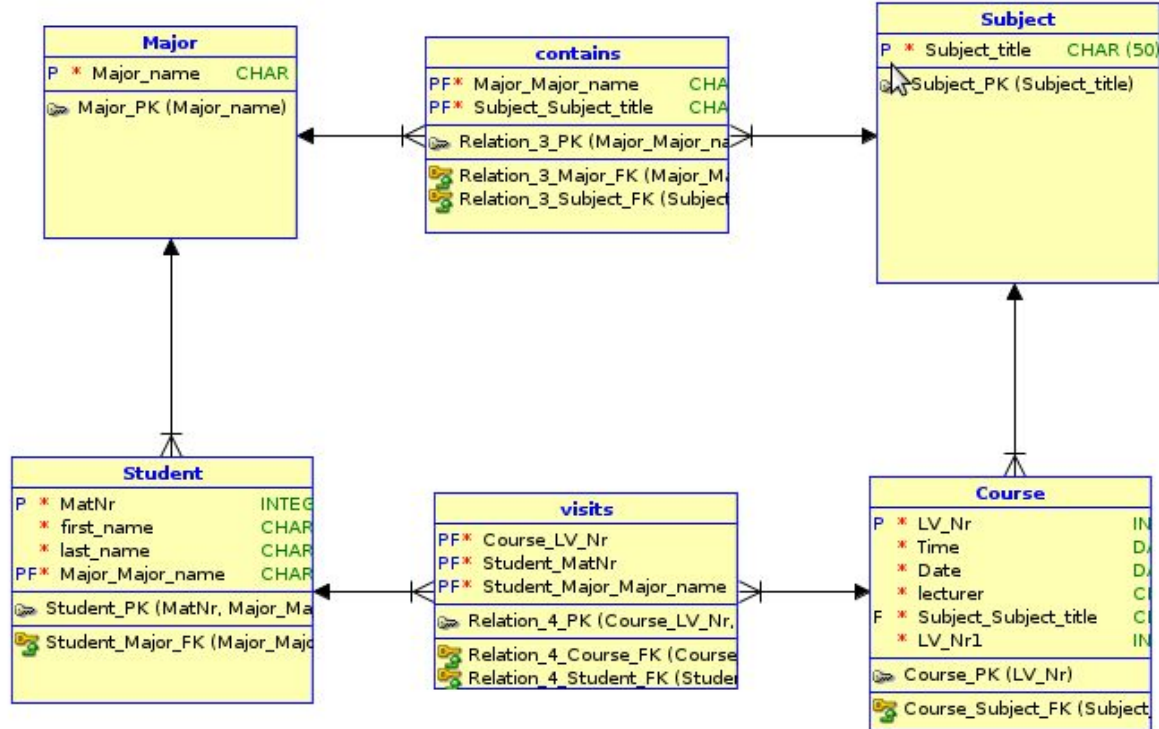 Major
P * Major_name CHAR
Major_PK (Major_name)
contains
PF* Major_Major_name CHA
PF* Subject_Subject_title CHA
Relation_3_PK (Major_Major_na
Relation_3_Major_FK (Major_Ma
Relation_3_Subject_FK (Subject
Subject
P * Subject_title CHAR (50)
Subject_PK (Subject_title)
Student
P * MatNr INTEG
* first_name CHAR
* last_name CHAR
PF* Major_Major_name CHAR
Student_PK (MatNr, Major_Ma
Student_Major_FK (Major_Majo
visits
PF* Course_LV_Nr
PF* Student_MatNr
PF* Student_Major_Major_name
Relation_4_PK (Course_LV_Nr,
Relation_4_Course_FK (Course
Relation_4_Student_FK (Studen
Course
P * LV_Nr IN
* Time DA
* Date DA
* lecturer C
F * Subject_Subject_title C
* LV_Nr1 IN
Course_PK (LV_Nr)
Course_Subject_FK (Subject_